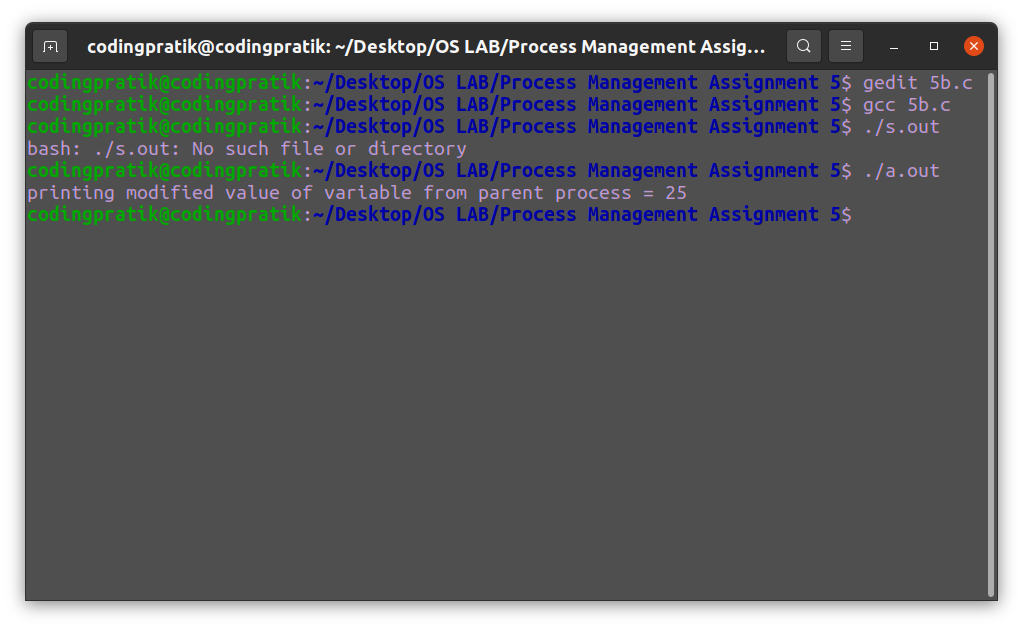 codingpratik@codingpratik: ~/Desktop/OS LAB/Process Management Assig...
codingpratik@codingpratik:~/Desktop/OS LAB/Process Management Assignment 5$ gedit 5b.c
codingpratik@codingpratik:~/Desktop/OS LAB/Process Management Assignment 5$ gcc 5b.c
codingpratik@codingpratik:~/Desktop/OS LAB/Process Management Assignment 5$ ./s.out
bash: ./s.out: No such file or directory
codingpratik@codingpratik:~/Desktop/OS LAB/Process Management Assignment 5$ ./a.out
printing modified value of variable from parent process = 25
codingpratik@codingpratik:~/Desktop/OS LAB/Process Management Assignment 5$